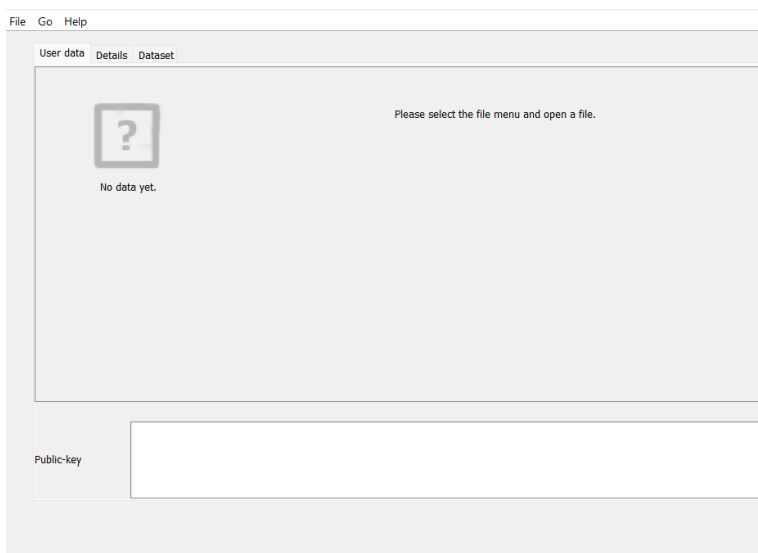 File Go Help
User data Details Dataset
?
Please select the file menu and open a file.
No data yet.
Public-key